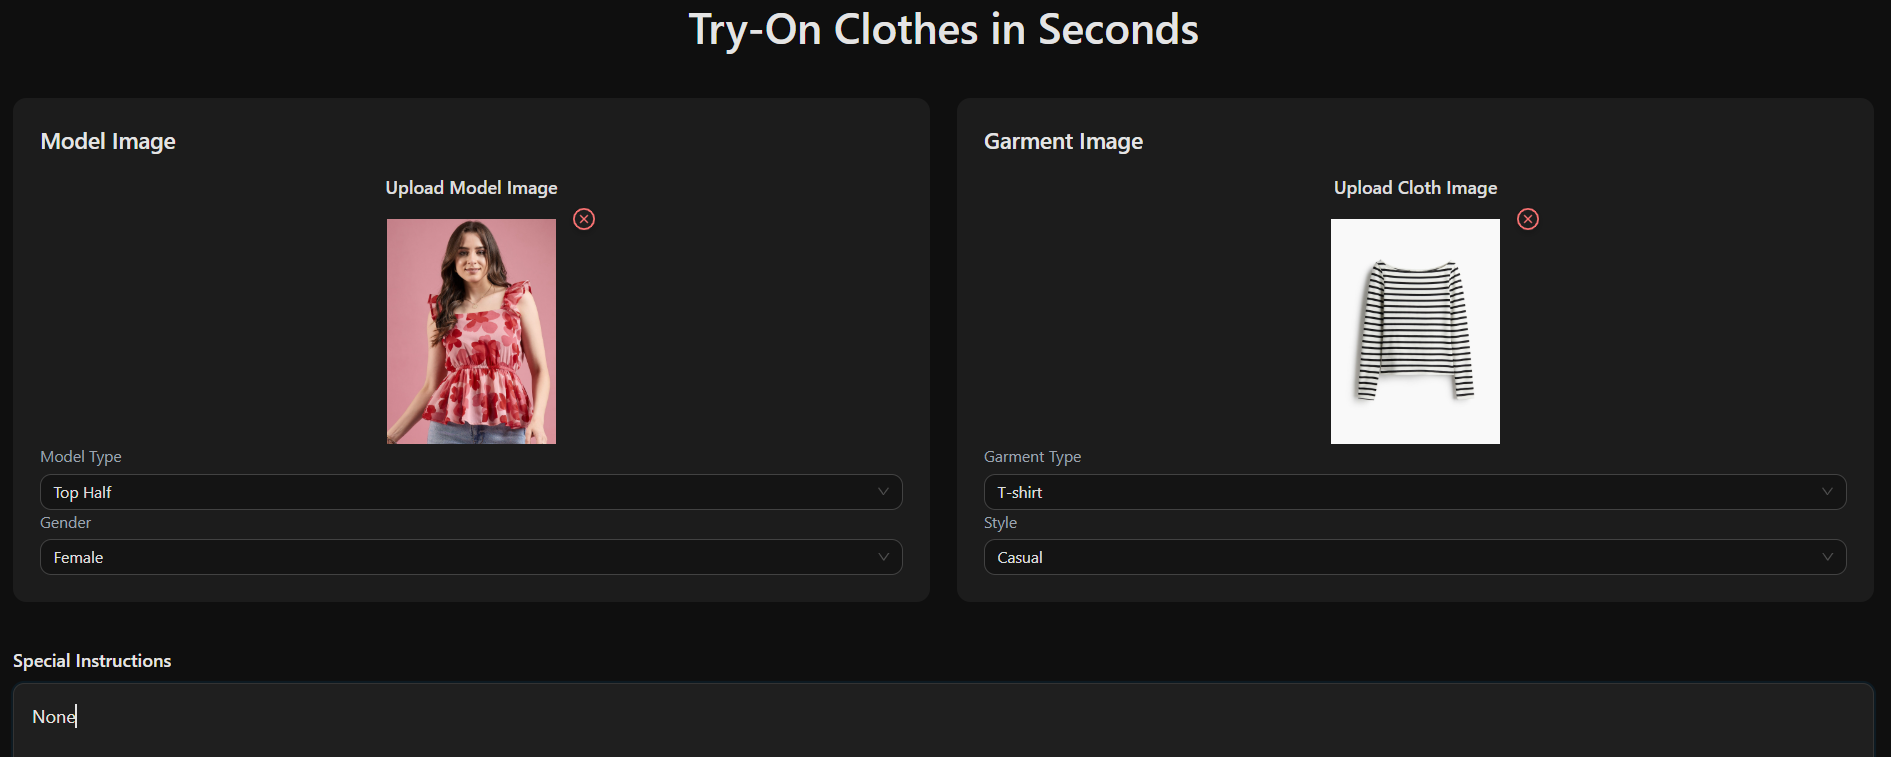 Try-On Clothes in Seconds
Model Image
Upload Model Image
Model Type
Top Half
Gender
Female
Garment Image
Upload Cloth Image
Garment Type
T-shirt
Style
Casual
Special Instructions
None